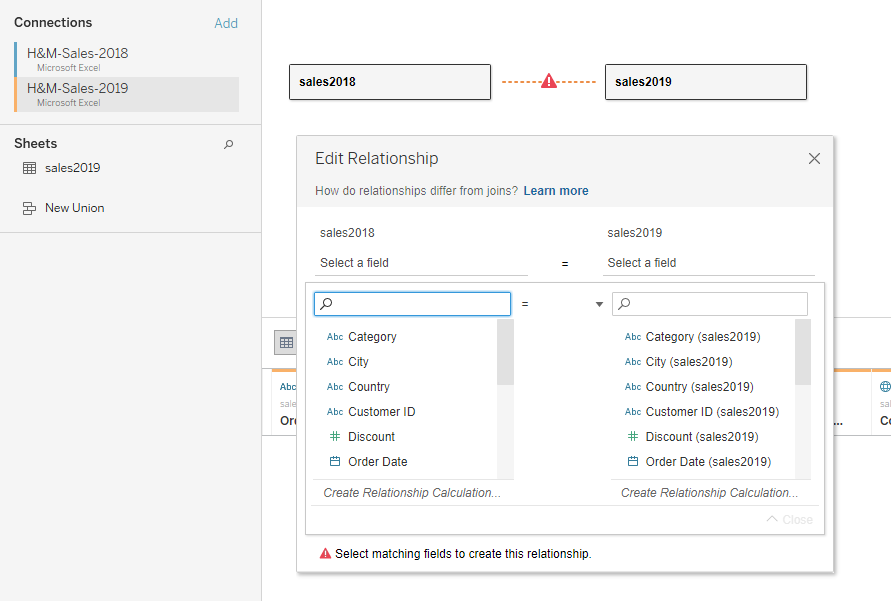 Connections
Add
H&M-Sales-2018
Microsoft Excel
H&M-Sales-2019
Microsoft Excel
Sheets
sales2019
New Union
sales2018
sales2019
Edit Relationship
How do relationships differ from joins? Learn more
sales2018
sales2019
Select a field = Select a field
=
Abc Category
Abc City
Abc Country
Abc Customer ID
# Discount
Order Date
Create Relationship Calculation...
Abc Category (sales2019)
Abc City (sales2019)
Abc Country (sales2019)
Abc Customer ID (sales2019)
# Discount (sales2019)
Order Date (sales2019)
Create Relationship Calculation...
Close
Select matching fields to create this relationship.
Abc
...